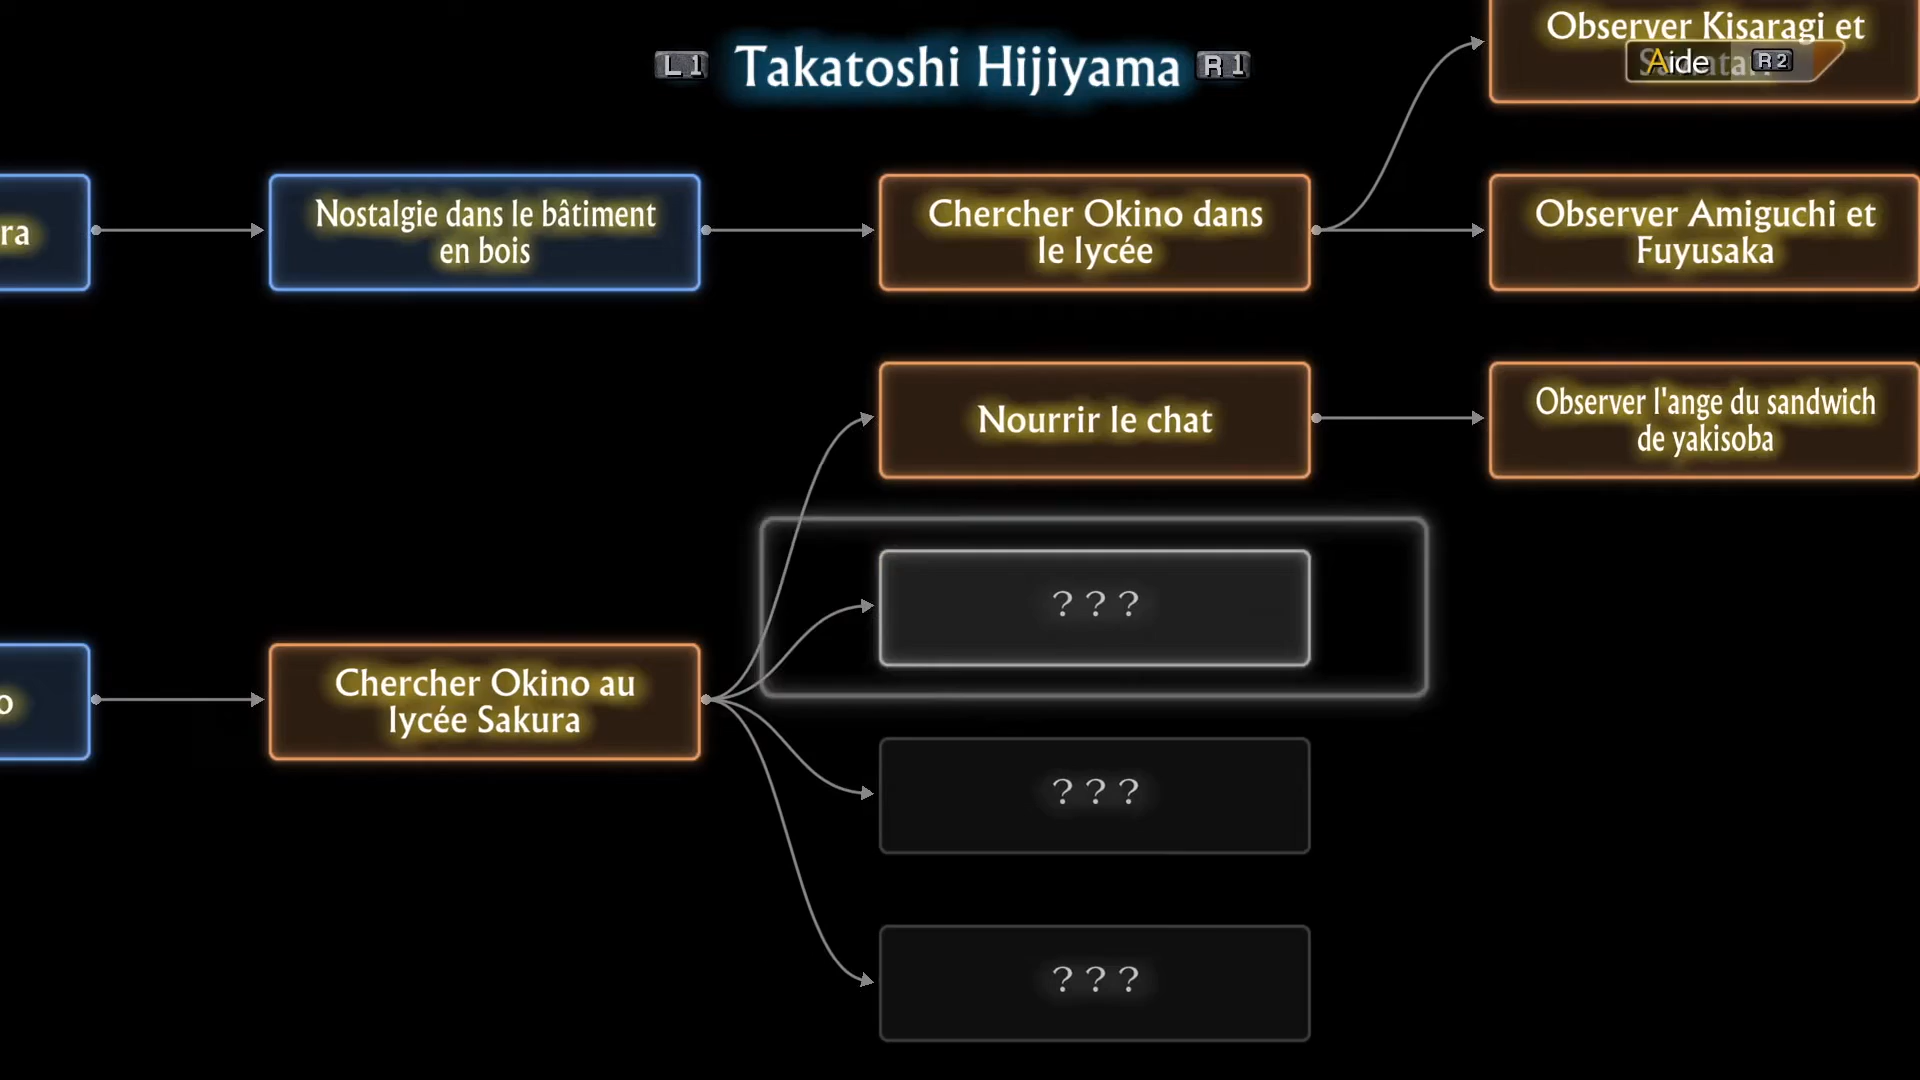 L1 Takatoshi Hijiyama R1
Observer Kisaragi et
Aide R2
ra
Nostalgie dans le bâtiment
en bois
Chercher Okino dans
le lycée
Observer Amiguchi et
Fuyusaka
Nourrir le chat
Observer l'ange du sandwich
de yakisoba
? ? ?
o
Chercher Okino au
lycée Sakura
? ? ?
? ? ?